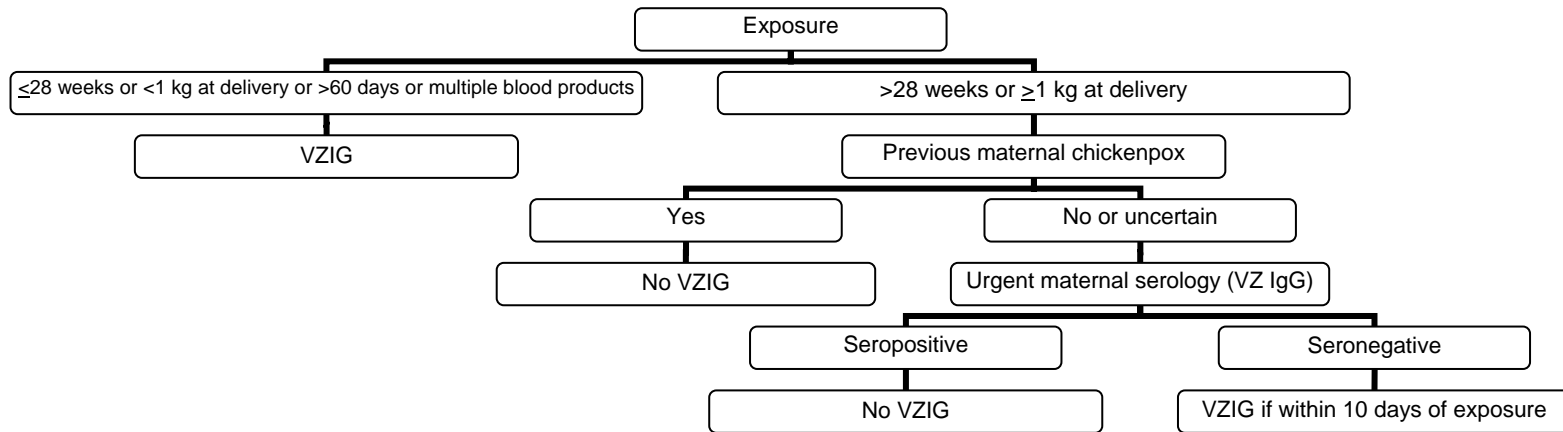 Exposure
≤28 weeks or <1 kg at delivery or >60 days or multiple blood products
>28 weeks or ≥1 kg at delivery
VZIG
Previous maternal chickenpox
Yes
No or uncertain
No VZIG
Urgent maternal serology (VZ IgG)
Seropositive
Seronegative
No VZIG
VZIG if within 10 days of exposure